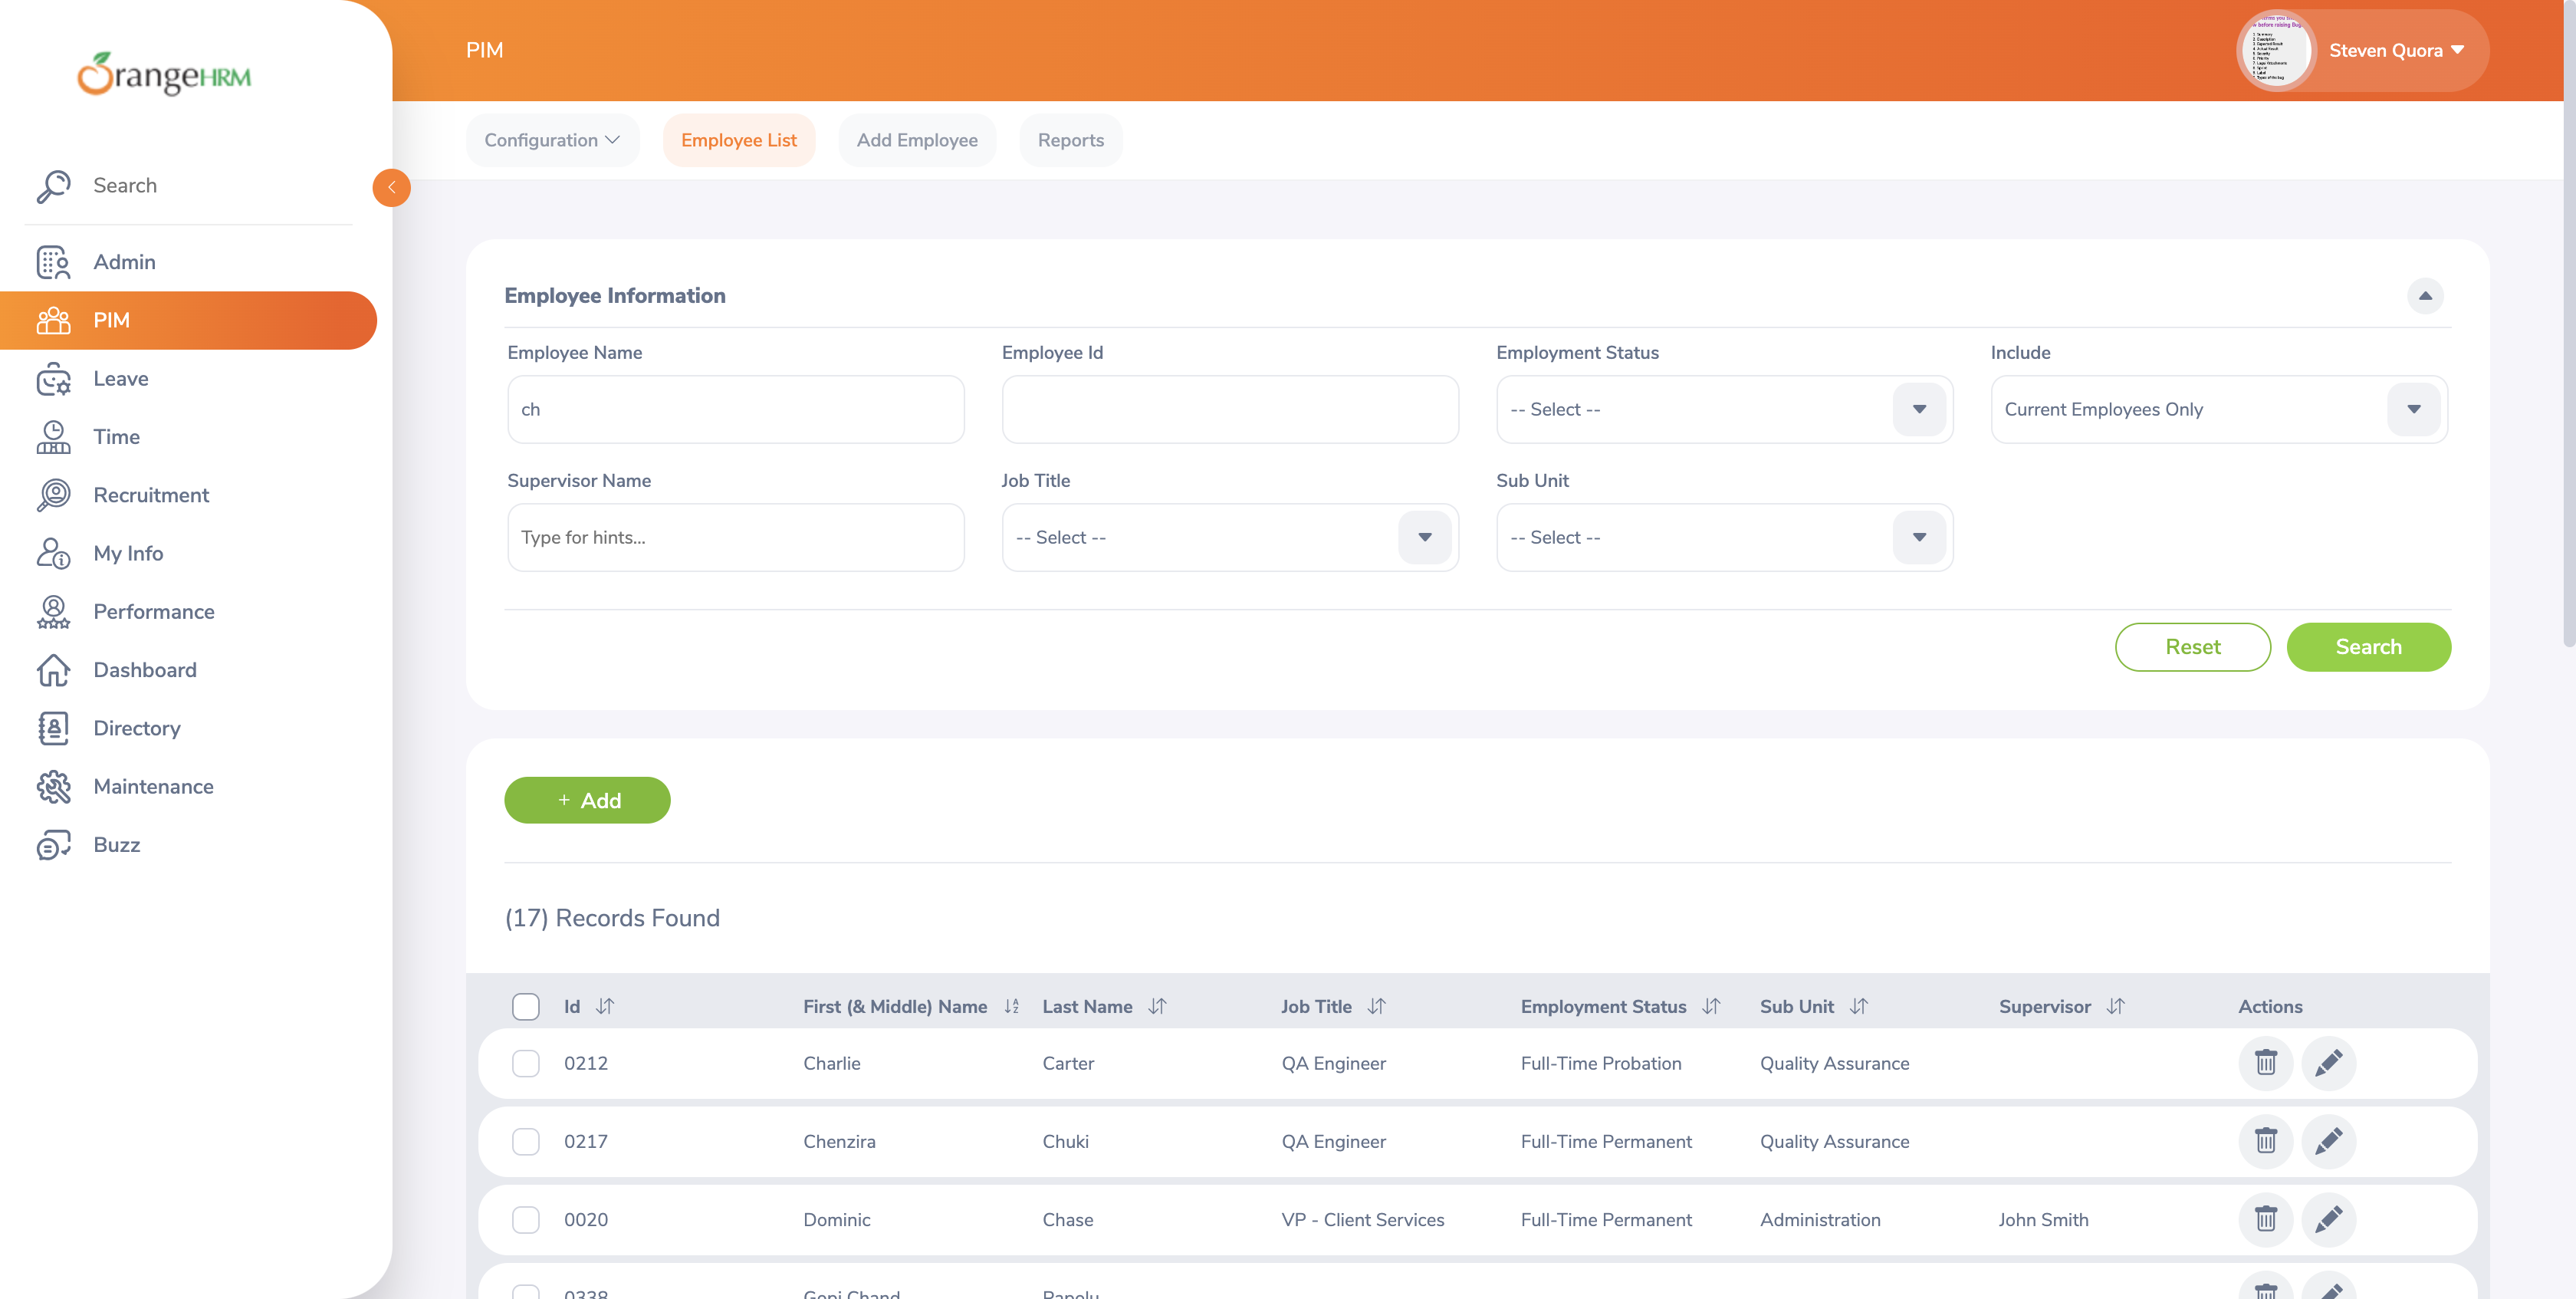 OrangeHRM
PIM
Steven Quora
Search
Admin
PIM
Leave
Time
Recruitment
My Info
Performance
Dashboard
Directory
Maintenance
Buzz
Configuration
Employee List
Add Employee
Reports
Employee Information
Employee Name
Employee Id
Employment Status
Include
ch
-- Select --
Current Employees Only
Supervisor Name
Job Title
Sub Unit
Type for hints...
-- Select --
-- Select --
Reset
Search
+ Add
(17) Records Found
Id First (& Middle) Name Last Name Job Title Employment Status Sub Unit Supervisor Actions
0212 Charlie Carter QA Engineer Full-Time Probation Quality Assurance
0217 Chenzira Chuki QA Engineer Full-Time Permanent Quality Assurance
0020 Dominic Chase VP - Client Services Full-Time Permanent Administration John Smith
0338 Gopi Chand